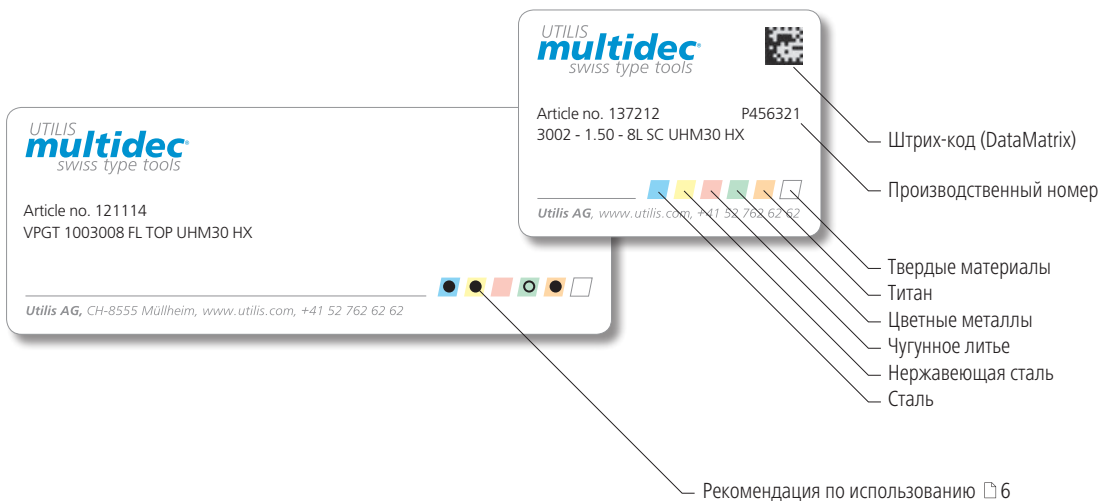 UTILIS
multidec®
swiss type tools
Article no. 137212 P456321
3002 - 1.50 - 8L SC UHM30 HX
Utilis AG, www.utilis.com, +41 52 762 62 62
UTILIS
multidec®
swiss type tools
Article no. 121114
VPGT 1003008 FL TOP UHM30 HX
Utilis AG, CH-8555 Müllheim, www.utilis.com, +41 52 762 62 62
Штрих-код (DataMatrix)
Производственный номер
Твердые материалы
Титан
Цветные металлы
Чугунное литье
Нержавеющая сталь
Сталь
Рекомендация по использованию 6